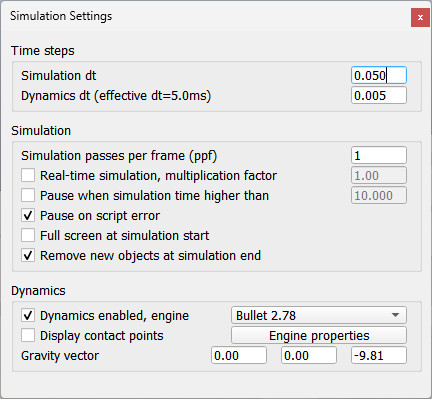 Simulation Settings
x
Time steps
Simulation dt 0.050
Dynamics dt (effective dt=5.0ms) 0.005
Simulation
Simulation passes per frame (ppf) 1
Real-time simulation, multiplication factor 1.00
Pause when simulation time higher than 10.000
Pause on script error
Full screen at simulation start
Remove new objects at simulation end
Dynamics
Dynamics enabled, engine Bullet 2.78
Display contact points Engine properties
Gravity vector 0.00 0.00 -9.81